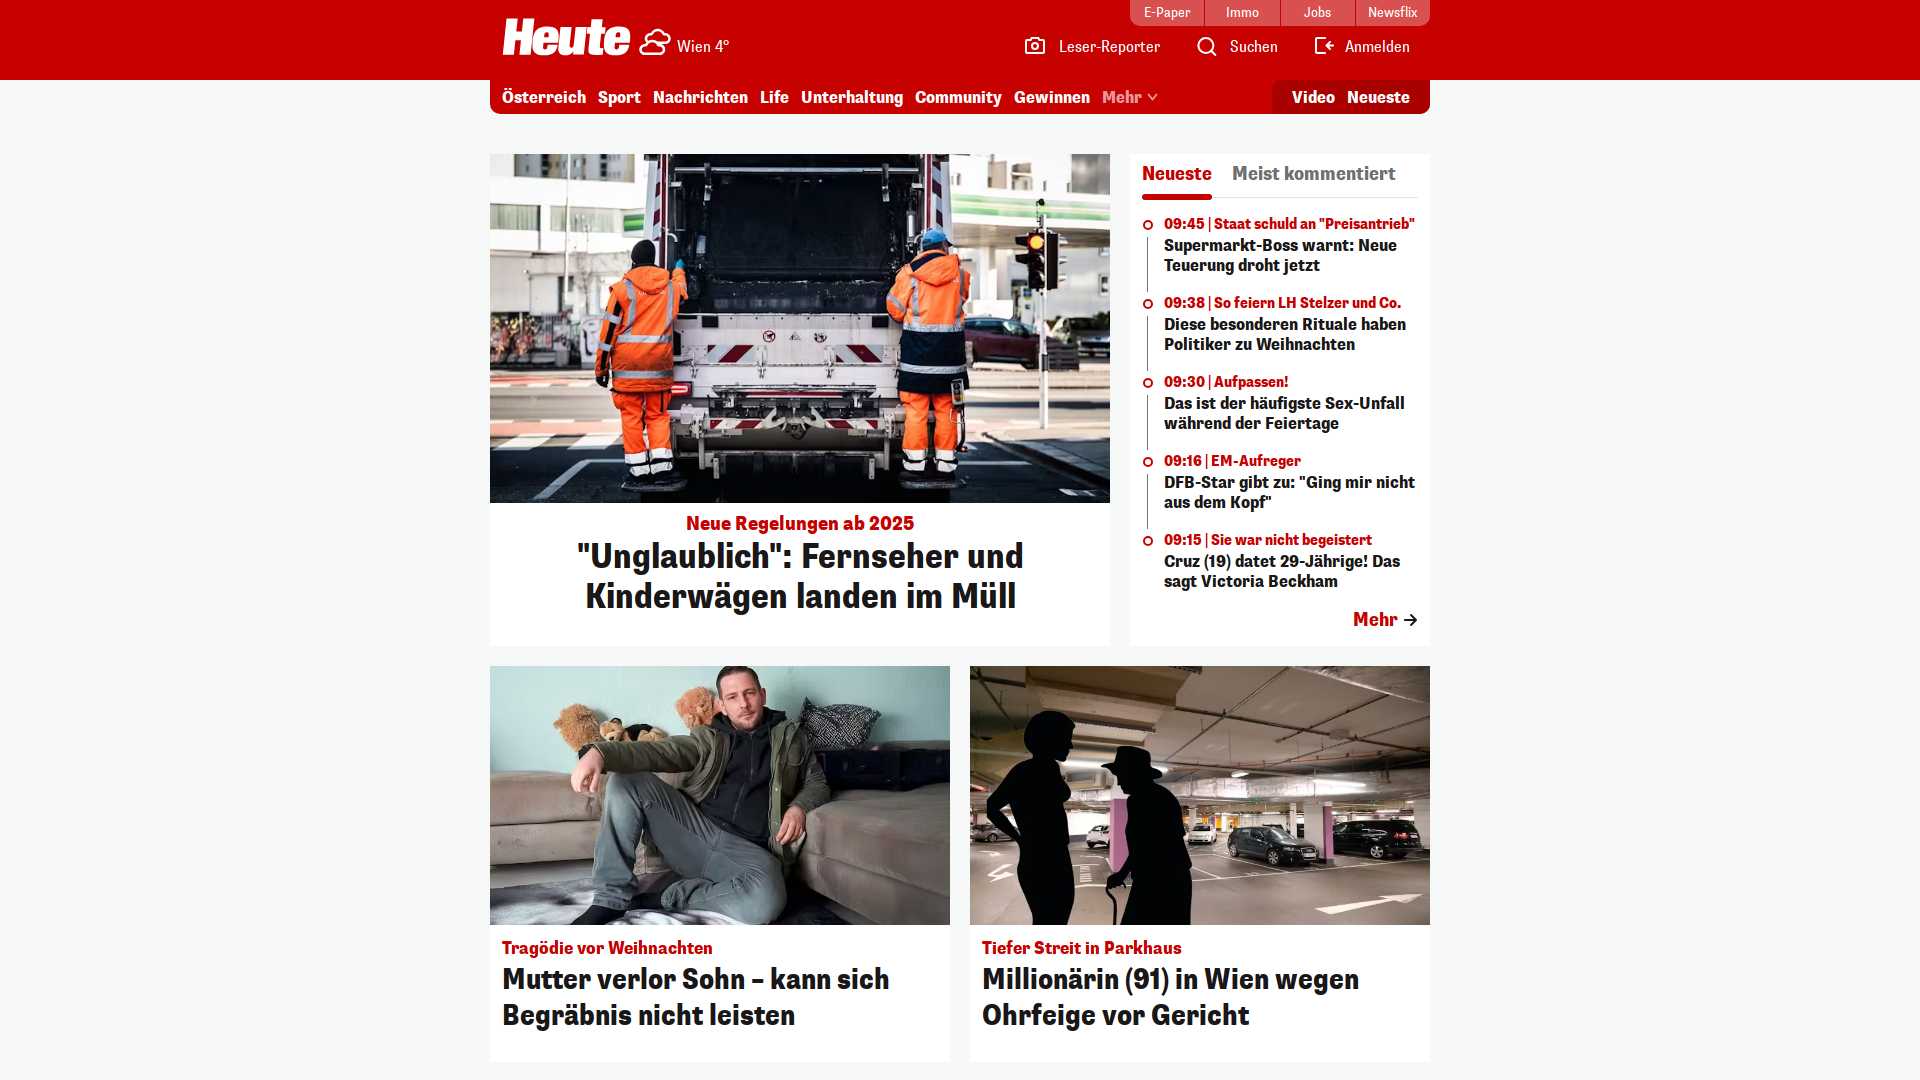 E-Paper
Immo
Jobs
Newsflix
Heute
Wien 4°
Leser-Reporter
Suchen
Anmelden
Österreich
Sport
Nachrichten
Life
Unterhaltung
Community
Gewinnen
Mehr
Video
Neueste
Neue Regelungen ab 2025
"Unglaublich": Fernseher und
Kinderwägen landen im Müll
Neueste
Meist kommentiert
09:45 | Staat schuld an "Preisantrieb"
Supermarkt-Boss warnt: Neue
Teuerung droht jetzt
09:38 | So feiern LH Stelzer und Co.
Diese besonderen Rituale haben
Politiker zu Weihnachten
09:30 | Aufpassen!
Das ist der häufigste Sex-Unfall
während der Feiertage
09:16 | EM-Aufreger
DFB-Star gibt zu: "Ging mir nicht
aus dem Kopf"
09:15 | Sie war nicht begeistert
Cruz (19) datet 29-Jährige! Das
sagt Victoria Beckham
Mehr
Tragödie vor Weihnachten
Mutter verlor Sohn – kann sich
Begräbnis nicht leisten
Tiefer Streit in Parkhaus
Millionärin (91) in Wien wegen
Ohrfeige vor Gericht